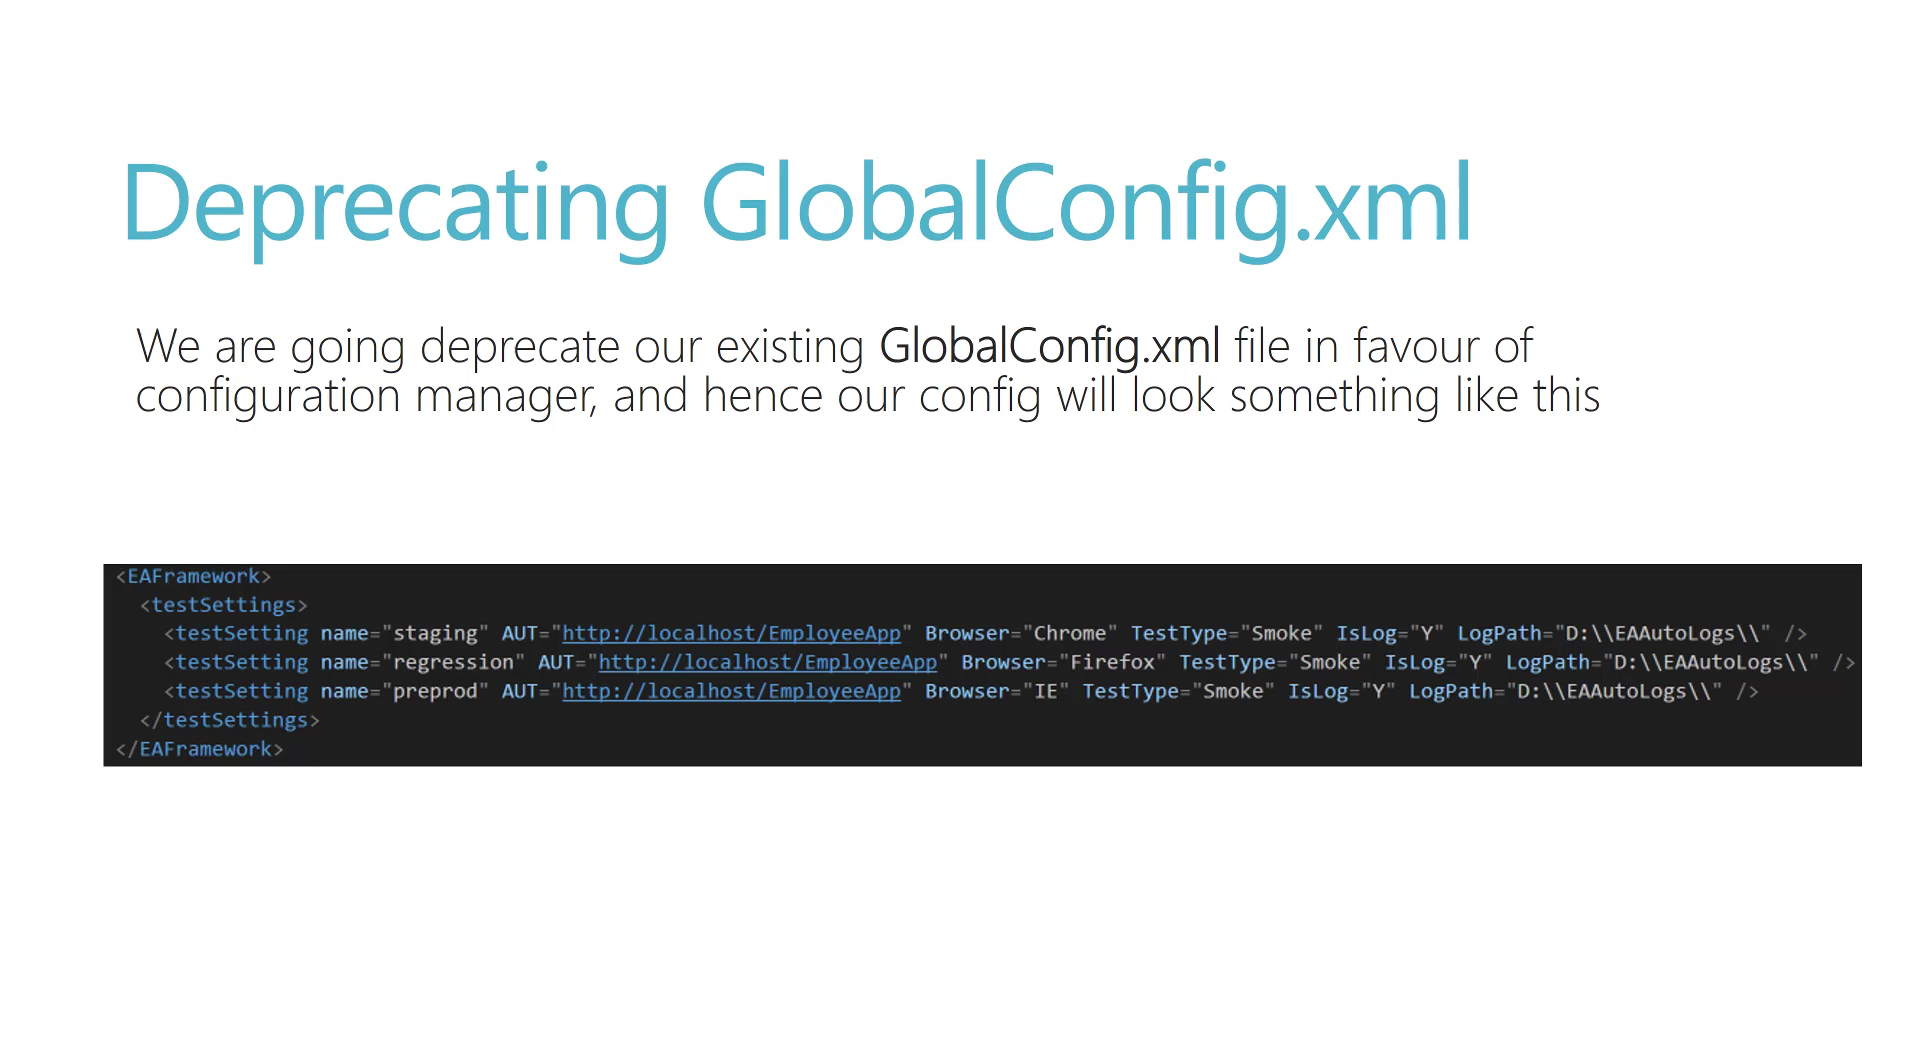 Deprecating GlobalConfig.xml
We are going deprecate our existing GlobalConfig.xml file in favour of
configuration manager, and hence our config will look something like this
<EAFramework>
<testSettings>
<testSetting name="staging" AUT="http://localhost/EmployeeApp" Browser="Chrome" TestType="Smoke" IsLog="Y" LogPath="D:\\EAAutoLogs\\" />
<testSetting name="regression" AUT="http://localhost/EmployeeApp" Browser="Firefox" TestType="Smoke" IsLog="Y" LogPath="D:\\EAAutoLogs\\" />
<testSetting name="preprod" AUT="http://localhost/EmployeeApp" Browser="IE" TestType="Smoke" IsLog="Y" LogPath="D:\\EAAutoLogs\\" />
</testSettings>
</EAFramework>